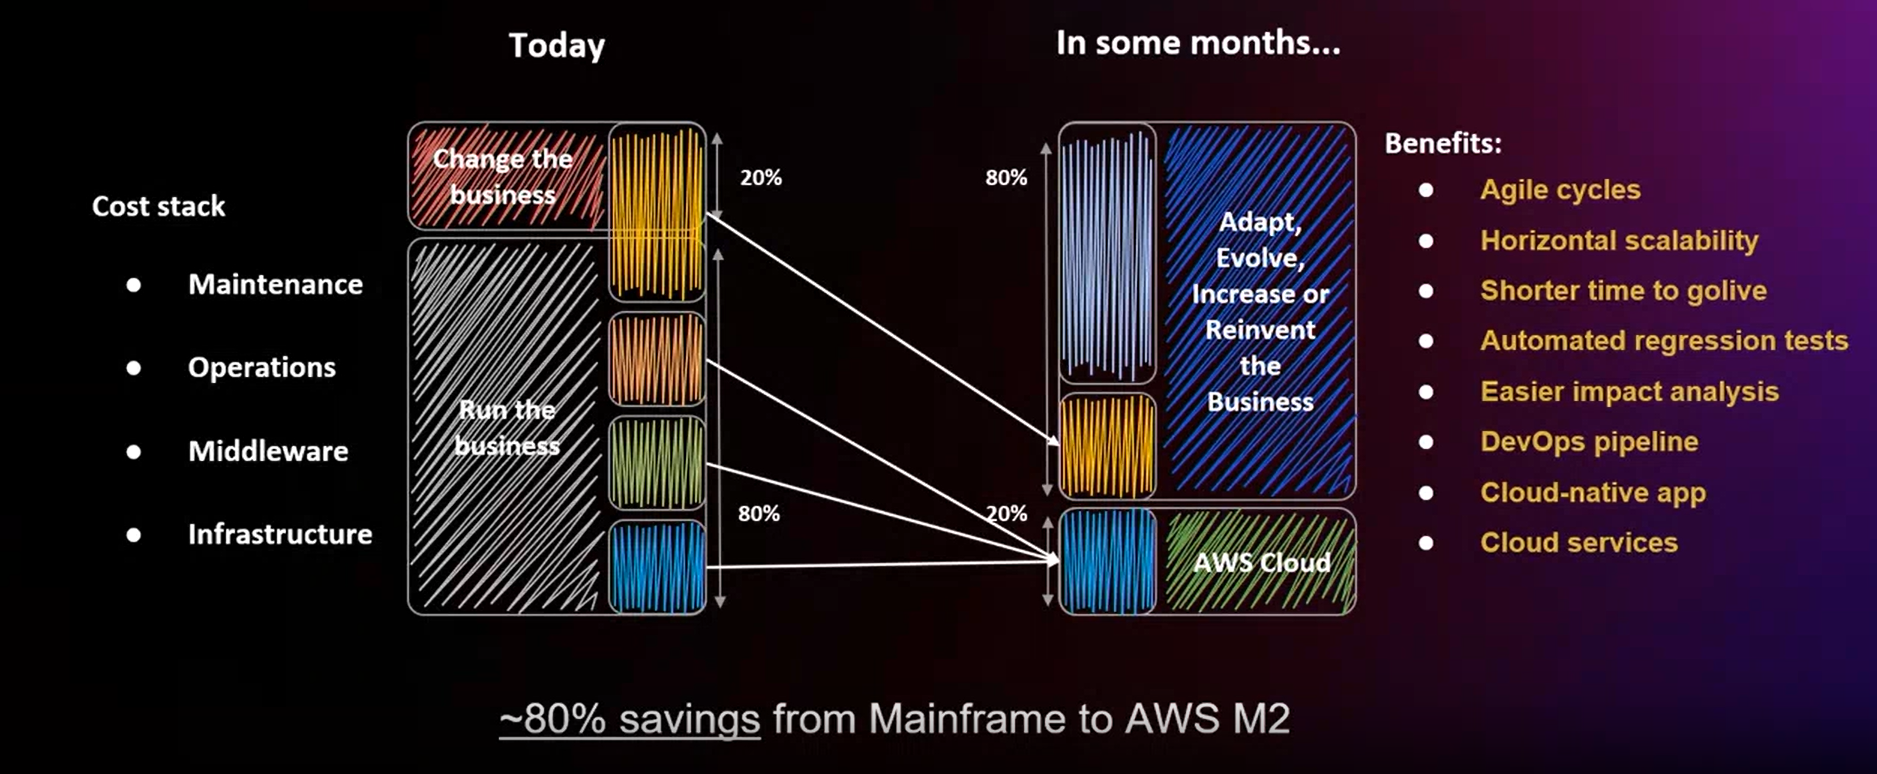 Today
In some months...
Cost stack
● Maintenance
● Operations
● Middleware
● Infrastructure
Change the
business
Run the
business
20%
80%
80%
20%
Adapt,
Evolve,
Increase or
Reinvent
the
Business
AWS Cloud
Benefits:
● Agile cycles
● Horizontal scalability
● Shorter time to golive
● Automated regression tests
● Easier impact analysis
● DevOps pipeline
● Cloud-native app
● Cloud services
~80% savings from Mainframe to AWS M2